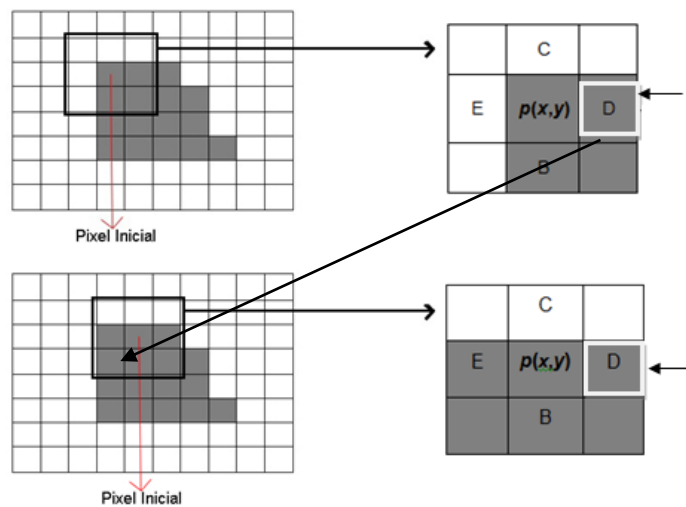 C
E p(x,y) D
B
Pixel Inicial
C
E p(x,y) D
B
Pixel Inicial